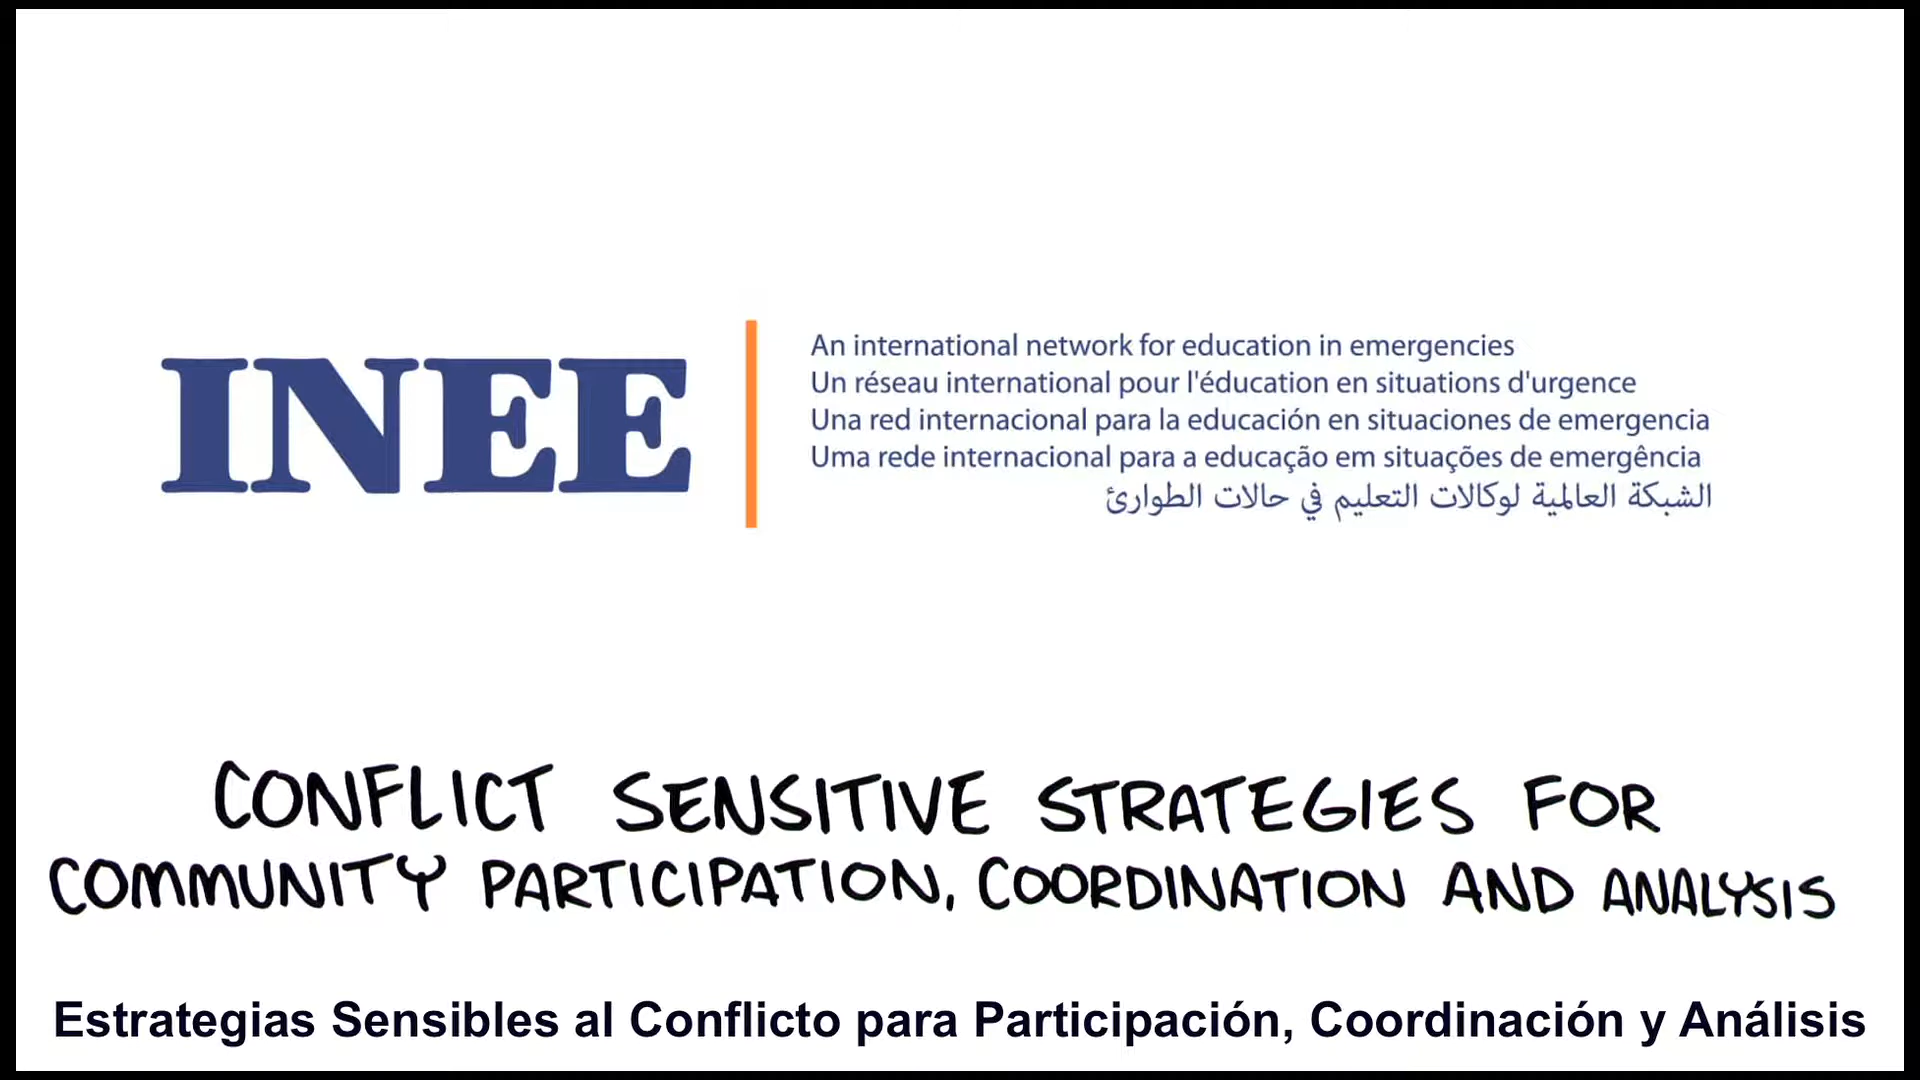 INEE
An international network for education in emergencies
Un réseau international pour l'éducation en situations d'urgence
Una red internacional para la educación en situaciones de emergencia
Uma rede internacional para a educação em situações de emergência
الشبكة العالمية لوكالات التعليم في حالات الطوارئ
CONFLICT SENSITIVE STRATEGIES FOR
COMMUNITY PARTICIPATION, COORDINATION AND ANALYSIS
Estrategias Sensibles al Conflicto para Participación, Coordinación y Análisis